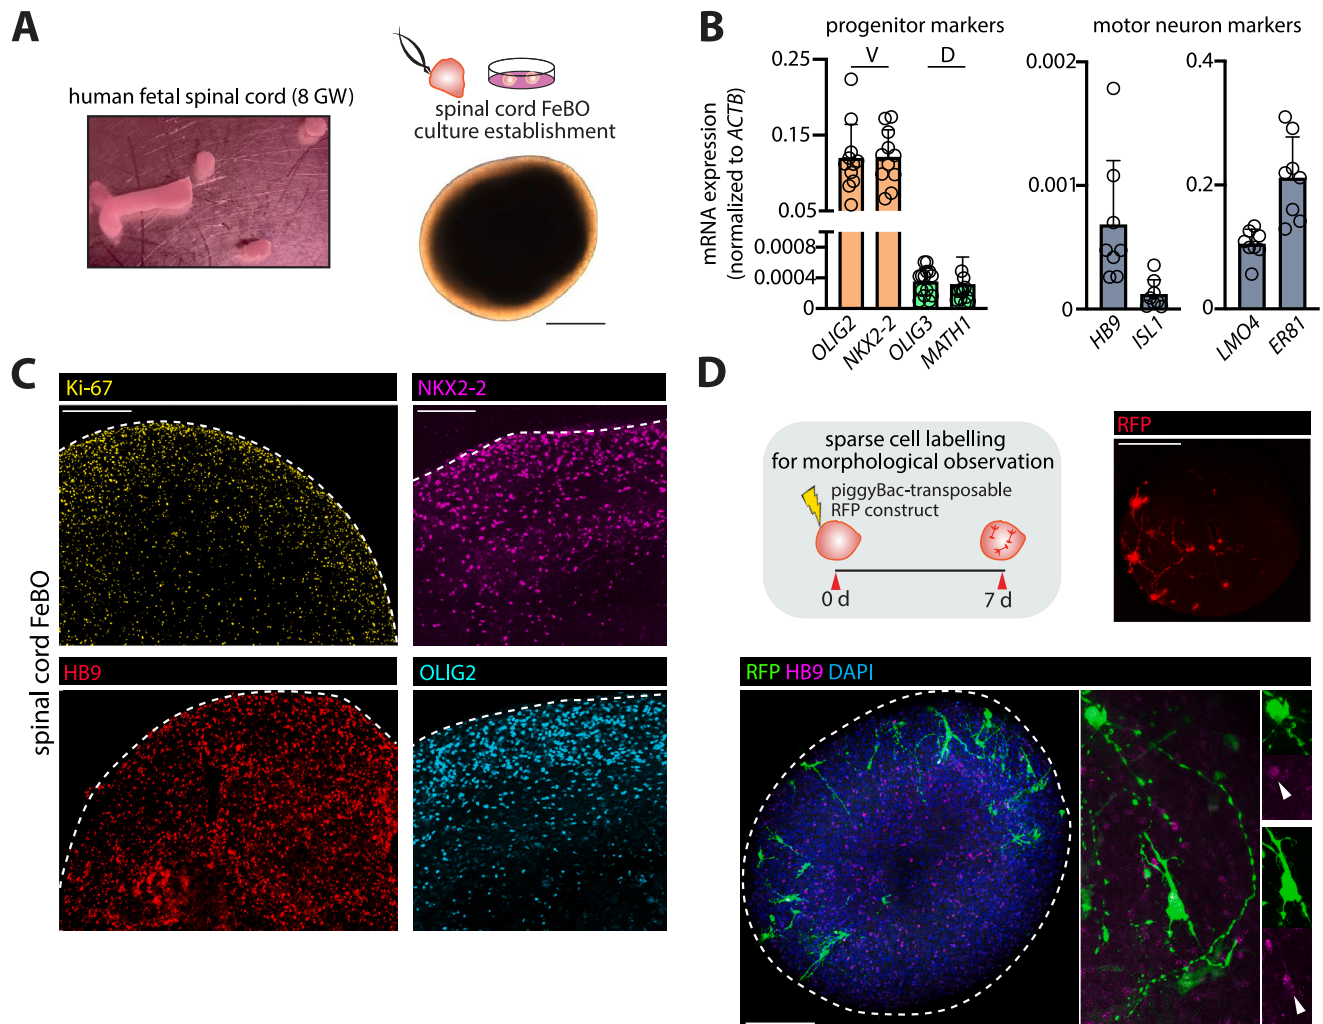 A
human fetal spinal cord (8 GW)
spinal cord FeBO
culture establishment
B
progenitor markers
motor neuron markers
V
D
mRNA expression
(normalized to ACTB)
0.25
0.15
0.05
0.0008
0.0004
0
OLIG2
NKX2-2
OLIG3
MATH1
0.002
0.001
0
HB9
ISL1
0.4
0.2
0
LMO4
ER81
C
spinal cord FeBO
Ki-67
NKX2-2
HB9
OLIG2
D
sparse cell labelling
for morphological observation
piggyBac-transposable
RFP construct
0 d
7 d
RFP
RFP HB9 DAPI